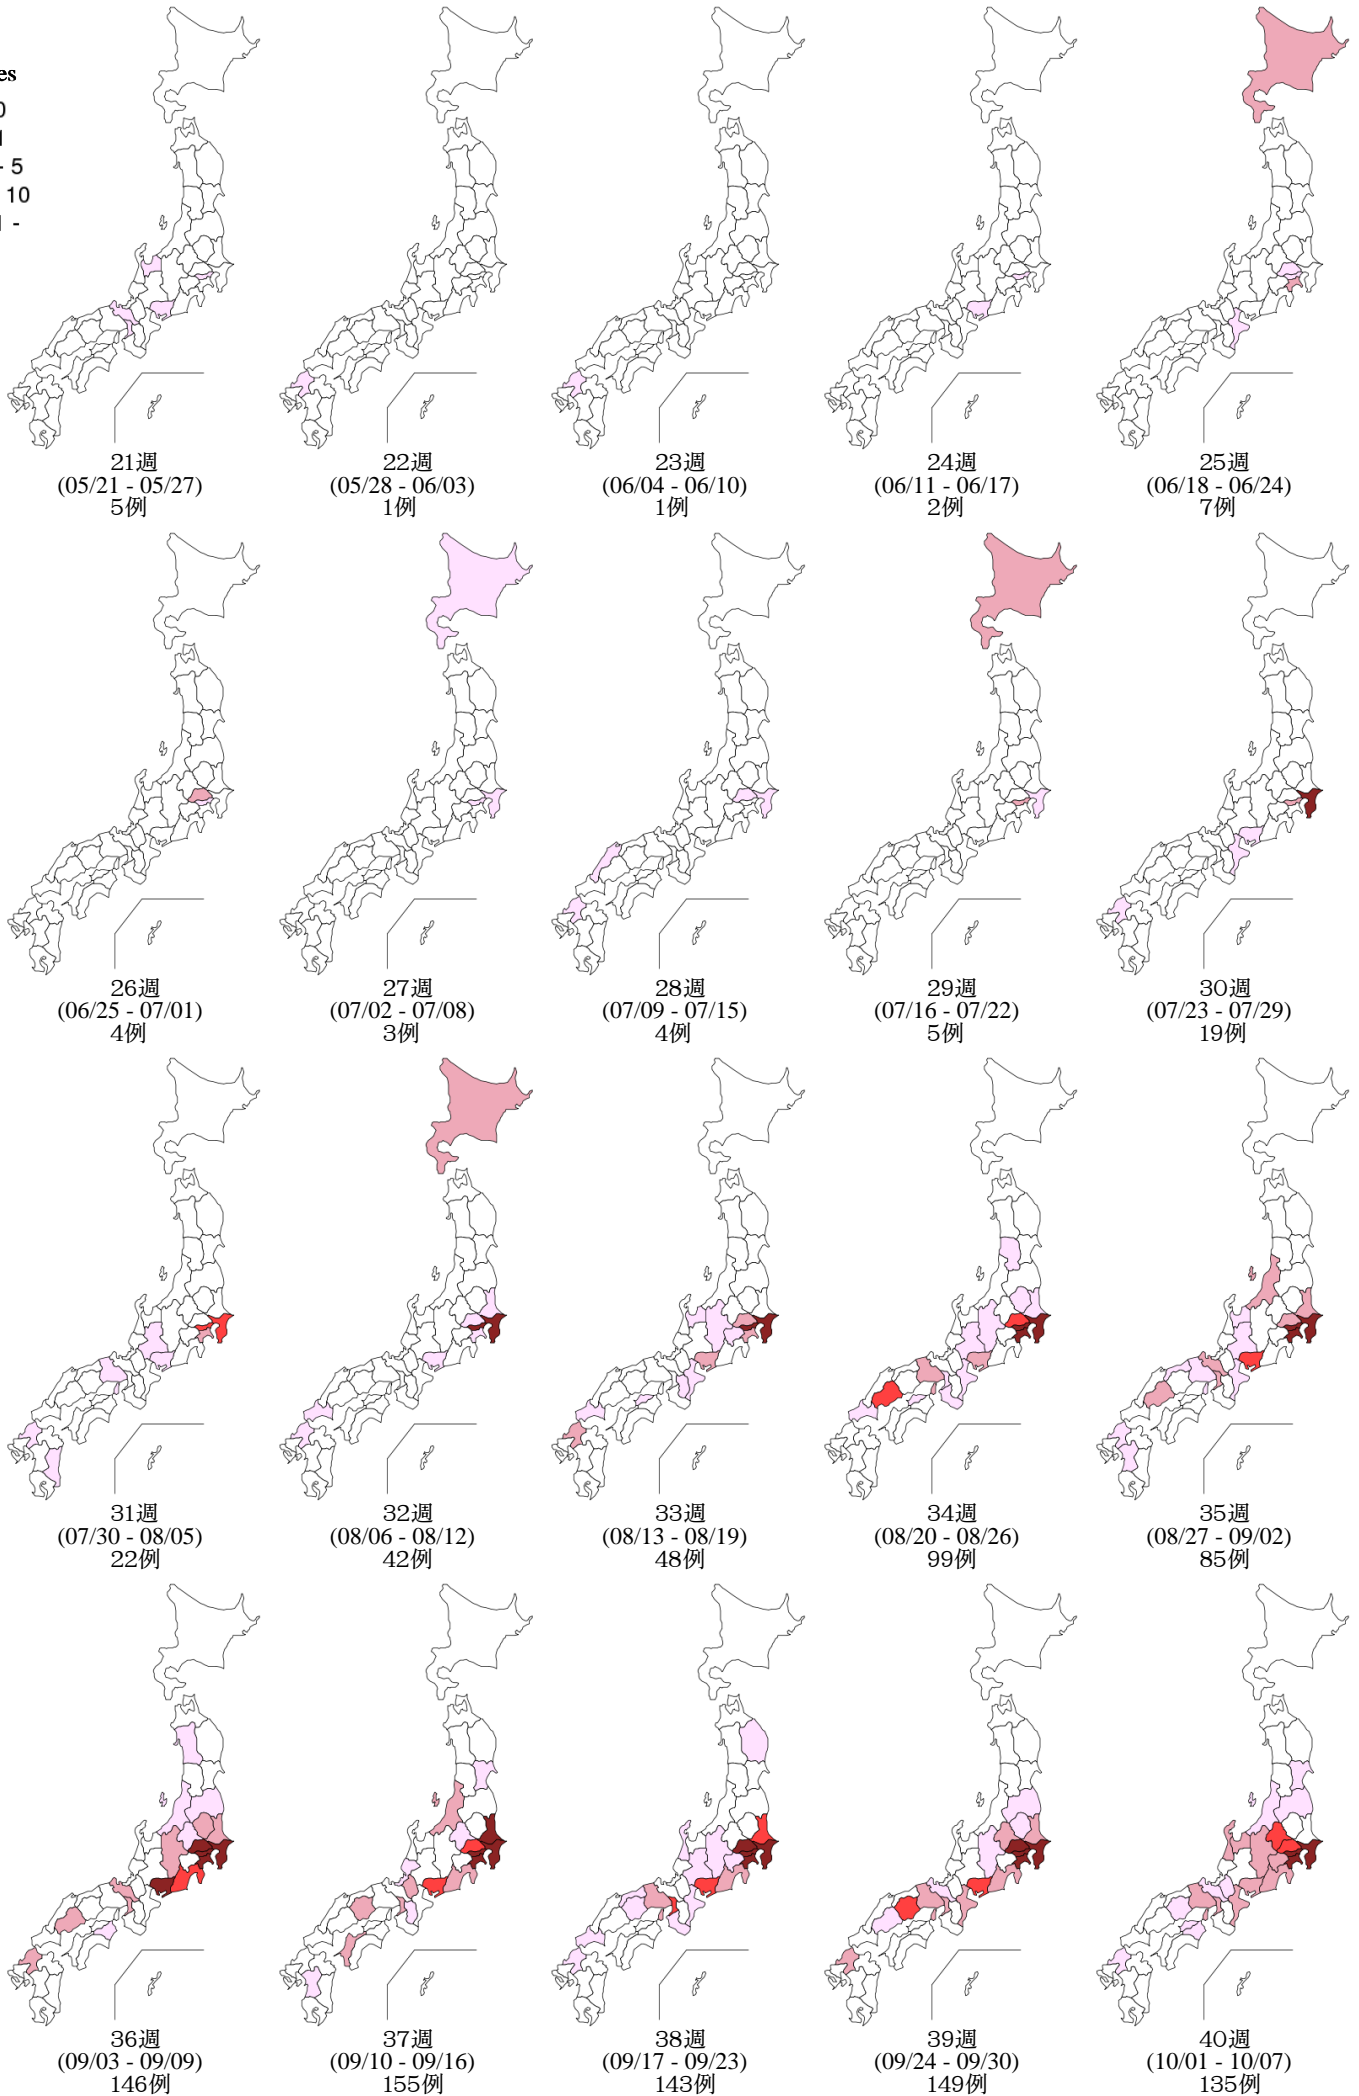 es
0
1
- 5
10
1 -
21週
(05/21 - 05/27)
5例
22週
(05/28 - 06/03)
1例
23週
(06/04 - 06/10)
1例
24週
(06/11 - 06/17)
2例
25週
(06/18 - 06/24)
7例
26週
(06/25 - 07/01)
4例
27週
(07/02 - 07/08)
3例
28週
(07/09 - 07/15)
4例
29週
(07/16 - 07/22)
5例
30週
(07/23 - 07/29)
19例
31週
(07/30 - 08/05)
22例
32週
(08/06 - 08/12)
42例
33週
(08/13 - 08/19)
48例
34週
(08/20 - 08/26)
99例
35週
(08/27 - 09/02)
85例
36週
(09/03 - 09/09)
146例
37週
(09/10 - 09/16)
155例
38週
(09/17 - 09/23)
143例
39週
(09/24 - 09/30)
149例
40週
(10/01 - 10/07)
135例